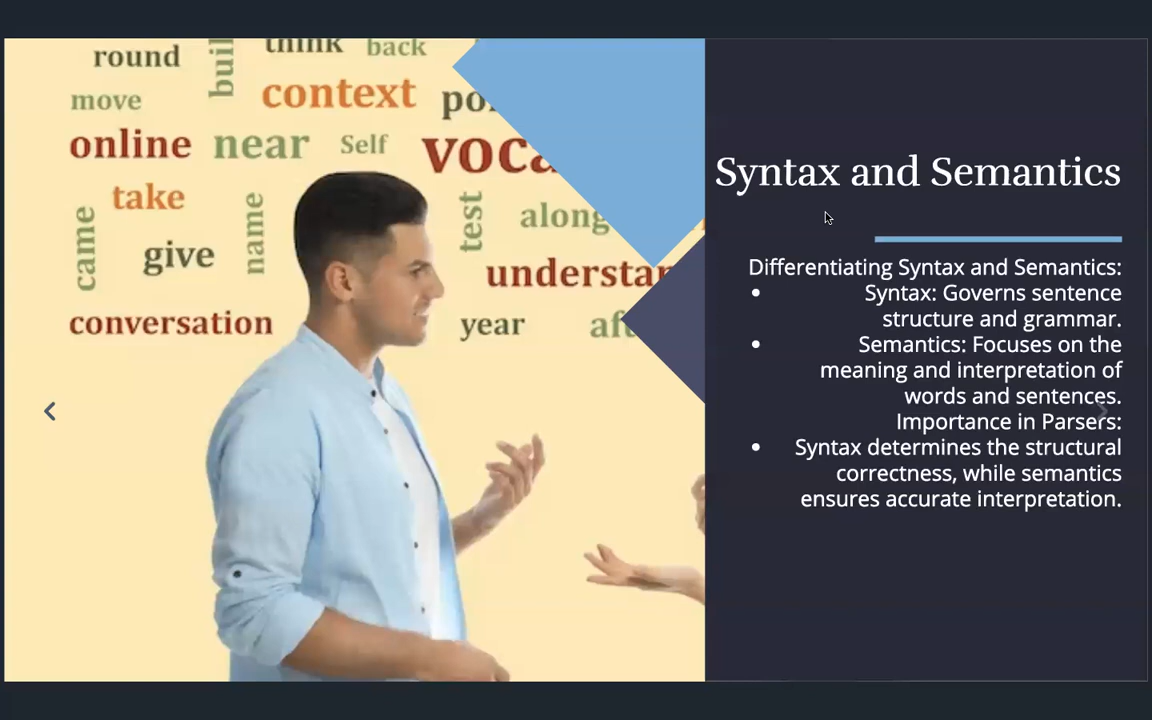 round
think
back
move
context
online
near
Self
take
came
name
test
along
give
conversation
year
Syntax and Semantics
Differentiating Syntax and Semantics:
• Syntax: Governs sentence
structure and grammar.
• Semantics: Focuses on the
meaning and interpretation of
words and sentences.
Importance in Parsers:
• Syntax determines the structural
correctness, while semantics
ensures accurate interpretation.